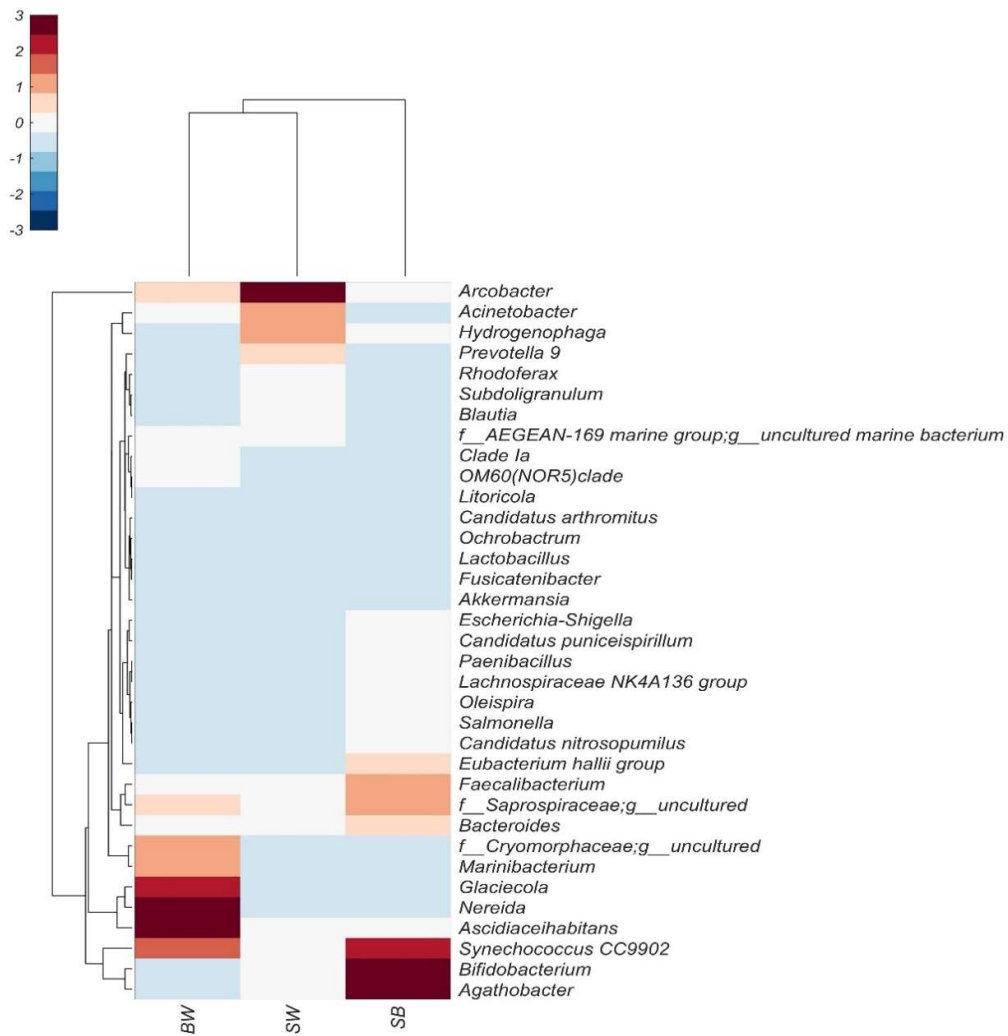 3
2
1
0
-1
-2
-3
Arcobacter
Acinetobacter
Hydrogenophaga
Prevotella 9
Rhodoferax
Subdoligranulum
Blautia
f__AEGEAN-169 marine group;g__uncultured marine bacterium
Clade Ia
OM60(NOR5)clade
Litoricola
Candidatus arthromitus
Ochrobactrum
Lactobacillus
Fusicatenibacter
Akkermansia
Escherichia-Shigella
Candidatus puniceispirillum
Paenibacillus
Lachnospiraceae NK4A136 group
Oleispira
Salmonella
Candidatus nitrosopumilus
Eubacterium hallii group
Faecalibacterium
f__Saprospiraceae;g__uncultured
Bacteroides
f__Cryomorphaceae;g__uncultured
Marinibacterium
Glaciecola
Nereida
Ascidiaceihabitans
Synechococcus CC9902
Bifidobacterium
Agathobacter
BW
SW
SB